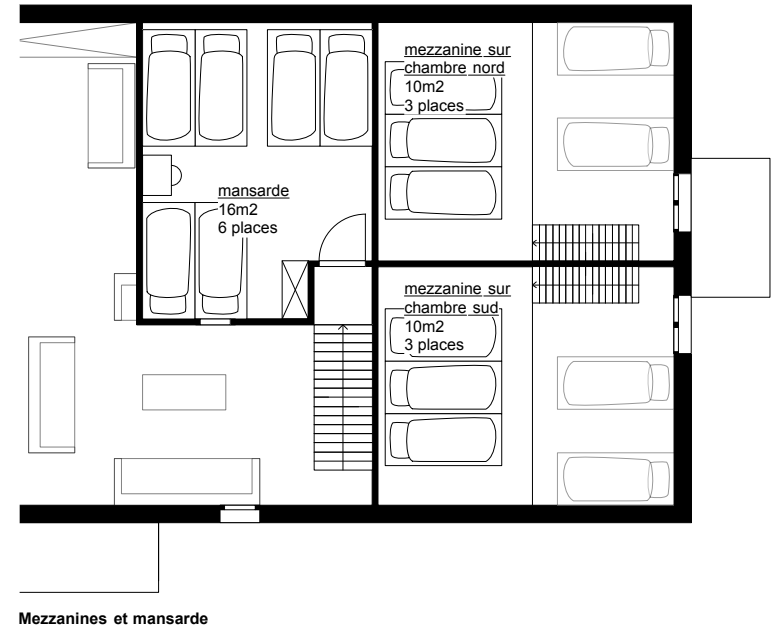 mezzanine sur
chambre nord
10m2
3 places
mansarde
16m2
6 places
mezzanine sur
chambre sud
10m2
3 places
Mezzanines et mansarde